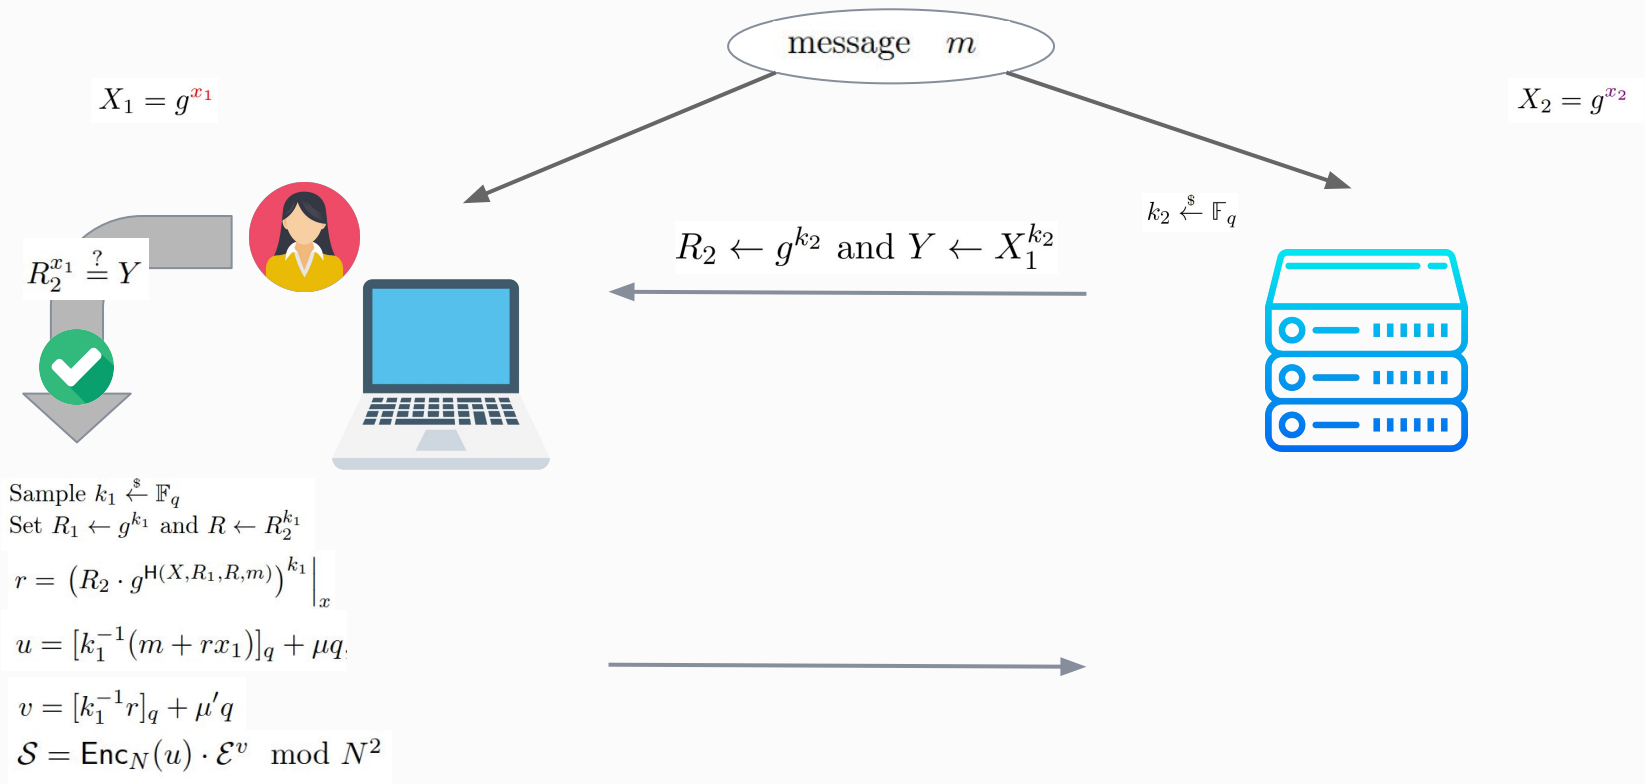 message m
X₁ = g^{x₁}
X₂ = g^{x₂}
k₂ $← 𝔽_q
R₂ ← g^{k₂} and Y ← X₁^{k₂}
R₂^{x₁} ≟ Y
Sample k₁ $← 𝔽_q
Set R₁ ← g^{k₁} and R ← R₂^{k₁}
r = (R₂ · g^{H(X,R₁,R,m)})^{k₁}|_x
u = [k₁^{-1}(m + rx₁)]_q + μq.
v = [k₁^{-1}r]_q + μ′q
𝒮 = Enc_N(u) · ℰ^v mod N²